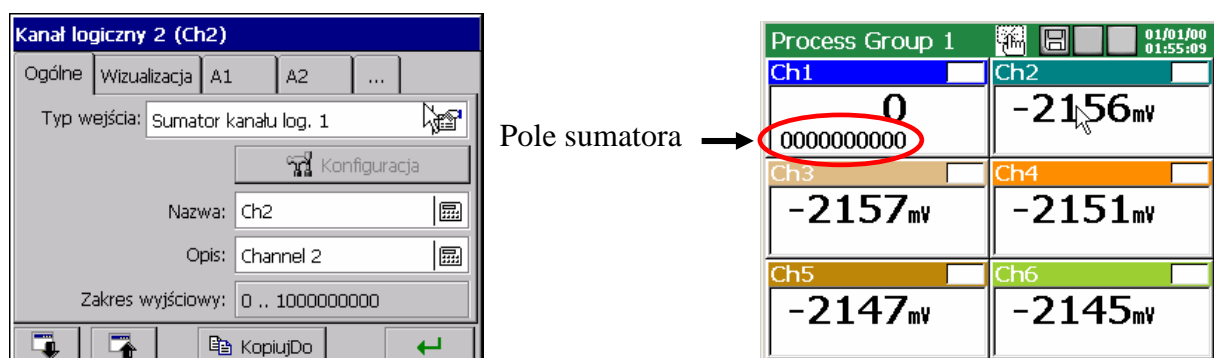 Kanał logiczny 2 (Ch2)
Ogólne Wizualizacja A1 A2 ...
Typ wejścia: Sumator kanału log. 1
Konfiguracja
Nazwa: Ch2
Opis: Channel 2
Zakres wyjściowy: 0 .. 1000000000
KopiujDo
Pole sumatora
Process Group 1 01/01/00
01:55:09
Ch1 Ch2
0 -2156mV
0000000000
Ch3 Ch4
-2157mV -2151mV
Ch5 Ch6
-2147mV -2145mV